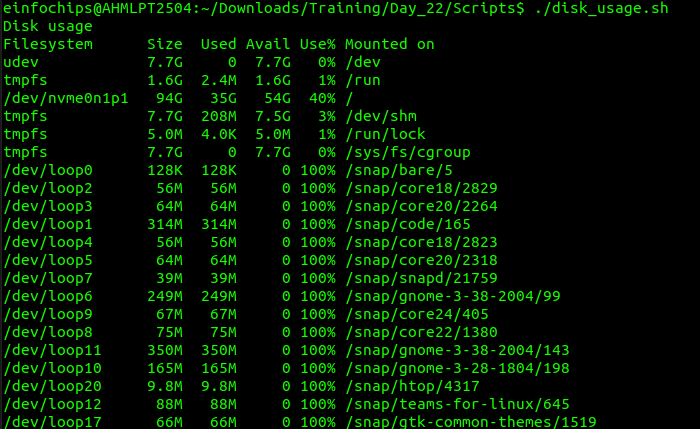 einfochips@AHMLPT2504:~/Downloads/Training/Day_22/Scripts$ ./disk_usage.sh
Disk usage
Filesystem      Size  Used Avail Use% Mounted on
udev            7.7G     0  7.7G   0% /dev
tmpfs           1.6G  2.4M  1.6G   1% /run
/dev/nvme0n1p1   94G   35G   54G  40% /
tmpfs           7.7G  208M  7.5G   3% /dev/shm
tmpfs           5.0M  4.0K  5.0M   1% /run/lock
tmpfs           7.7G     0  7.7G   0% /sys/fs/cgroup
/dev/loop0      128K  128K     0 100% /snap/bare/5
/dev/loop2       56M   56M     0 100% /snap/core18/2829
/dev/loop3       64M   64M     0 100% /snap/core20/2264
/dev/loop1      314M  314M     0 100% /snap/code/165
/dev/loop4       56M   56M     0 100% /snap/core18/2823
/dev/loop5       64M   64M     0 100% /snap/core20/2318
/dev/loop7       39M   39M     0 100% /snap/snapd/21759
/dev/loop6      249M  249M     0 100% /snap/gnome-3-38-2004/99
/dev/loop9       67M   67M     0 100% /snap/core24/405
/dev/loop8       75M   75M     0 100% /snap/core22/1380
/dev/loop11     350M  350M     0 100% /snap/gnome-3-38-2004/143
/dev/loop10     165M  165M     0 100% /snap/gnome-3-28-1804/198
/dev/loop20     9.8M  9.8M     0 100% /snap/htop/4317
/dev/loop12      88M   88M     0 100% /snap/teams-for-linux/645
/dev/loop17      66M   66M     0 100% /snap/gtk-common-themes/1519